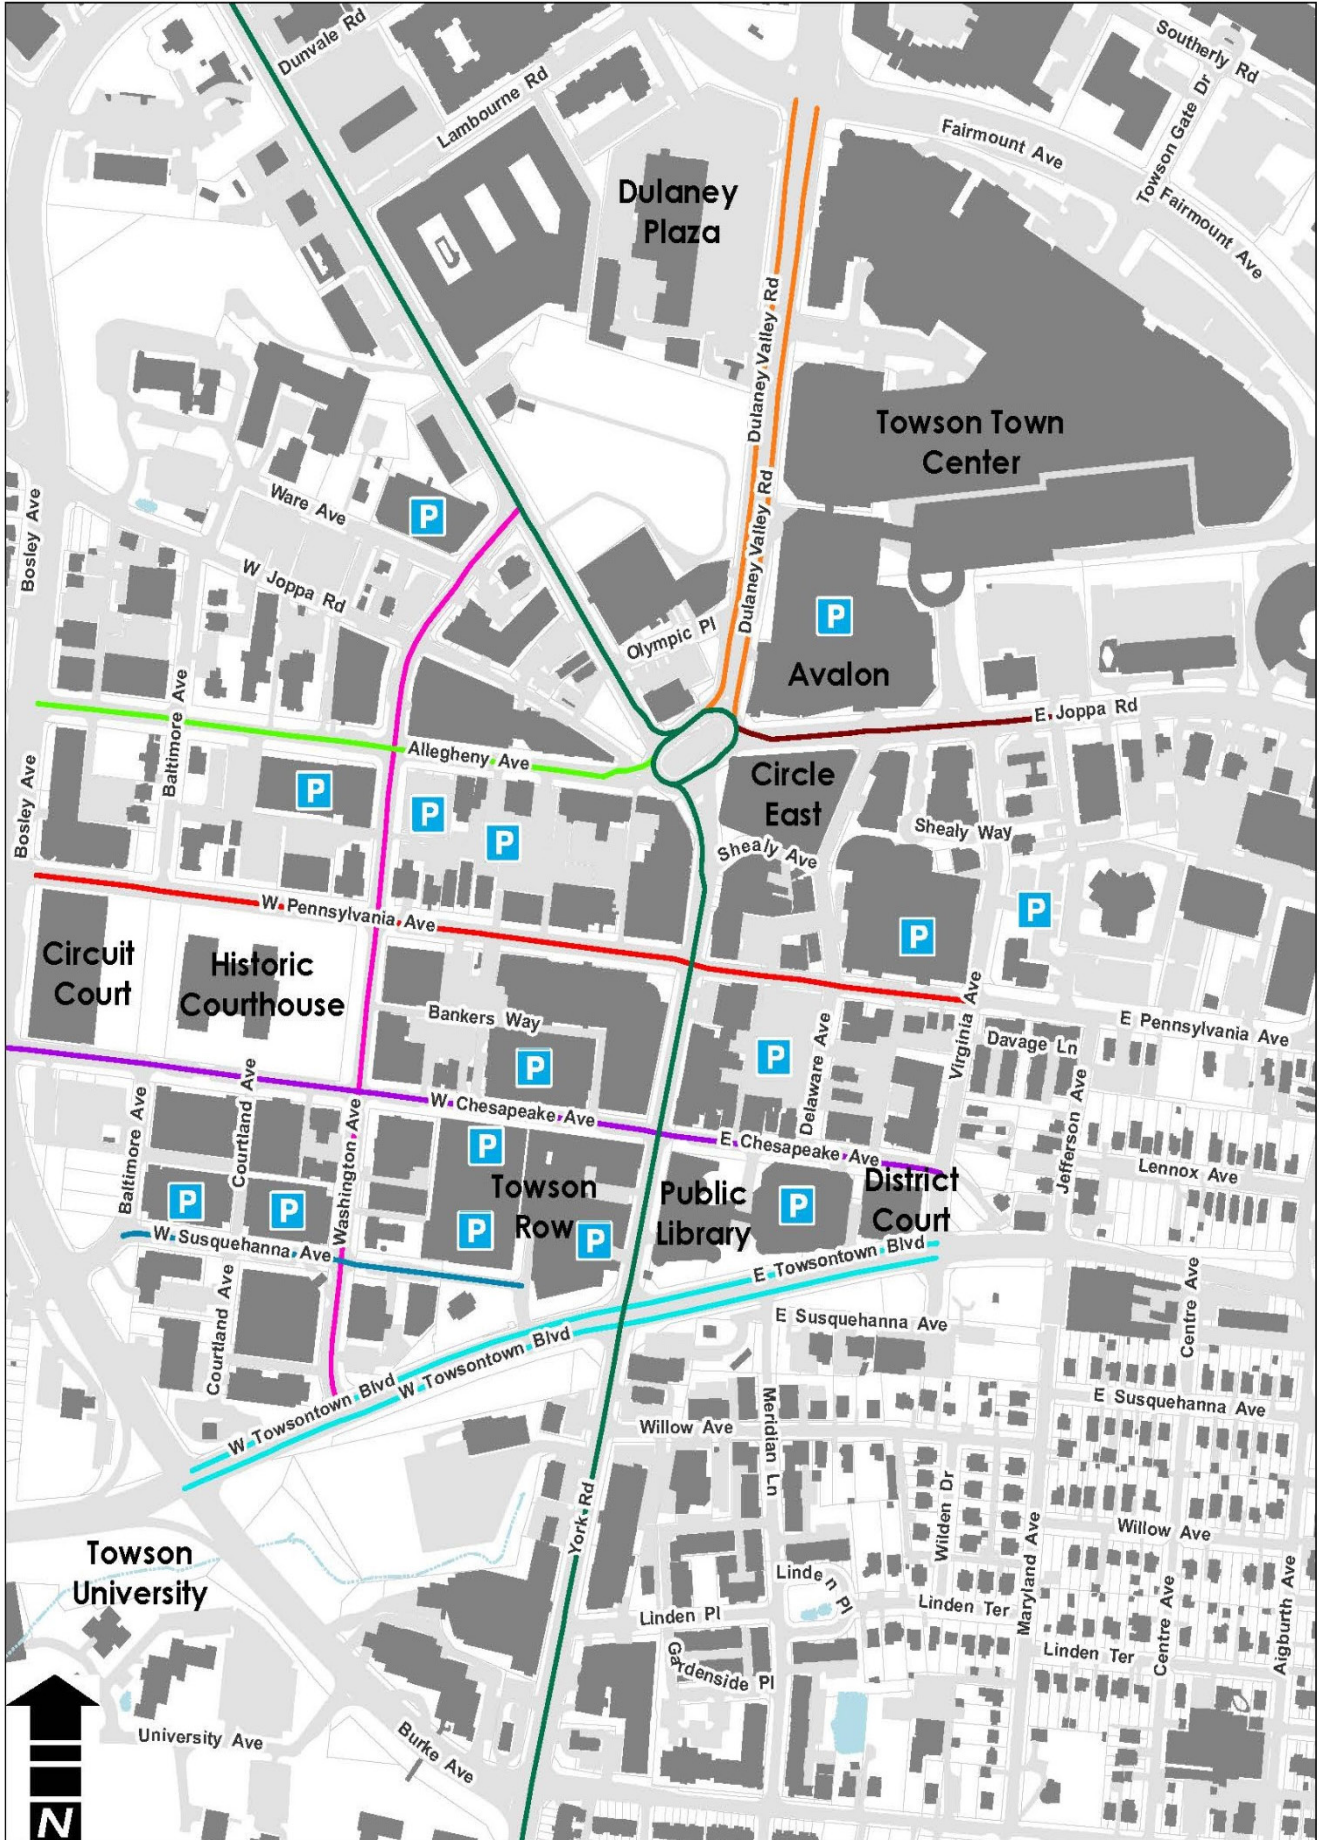 Dunvale Rd
Lambourne Rd
Southerly Rd
Towson Gate Dr
Fairmount Ave
Fairmount Ave
Dulaney
Plaza
Dulaney Valley Rd
Dulaney Valley Rd
Towson Town
Center
Bosley Ave
Ware Ave
P
W Joppa Rd
Olympic Pl
P
Avalon
Baltimore Ave
E Joppa Rd
Allegheny Ave
Bosley Ave
P
P
P
Circle
East
Shealy Ave
Shealy Way
W Pennsylvania Ave
P
P
Circuit
Court
Historic
Courthouse
Bankers Way
P
P
Delaware Ave
Virginia Ave
Davage Ln
E Pennsylvania Ave
Baltimore Ave
Courtland Ave
Washington Ave
W Chesapeake Ave
E Chesapeake Ave
Jefferson Ave
Lennox Ave
P
P
P
P
Towson
Row
P
Public
Library
P
District
Court
W Susquehanna Ave
Courtland Ave
E Towsontown Blvd
E Susquehanna Ave
Centre Ave
W Towsontown Blvd
W Towsontown Blvd
E Susquehanna Ave
Willow Ave
Meridian Ln
York Rd
Wilden Dr
Maryland Ave
Willow Ave
Towson
University
Linden Pl
Linden Pl
Linden Ter
Gardenside Pl
Linden Ter
Centre Ave
Aigburth Ave
University Ave
Burke Ave
N